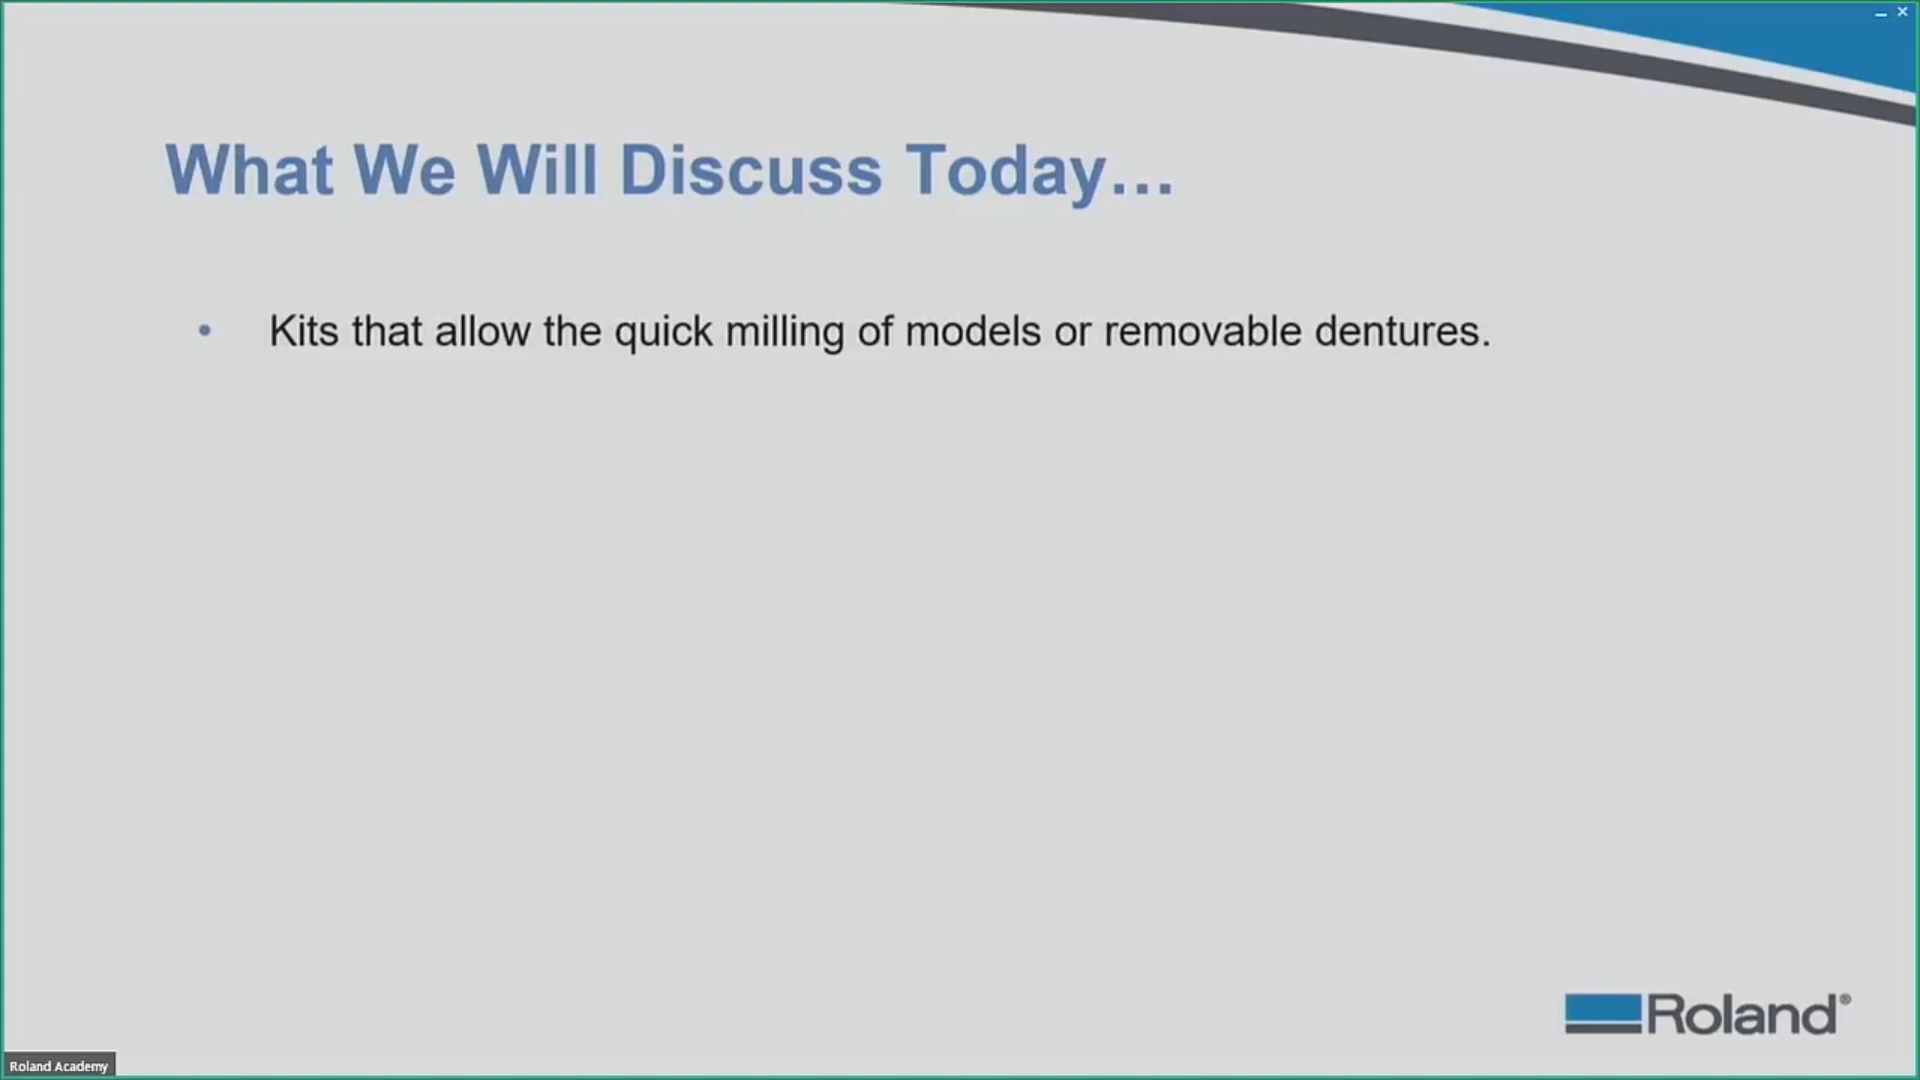 What We Will Discuss Today...
• Kits that allow the quick milling of models or removable dentures.
Roland®
Roland Academy